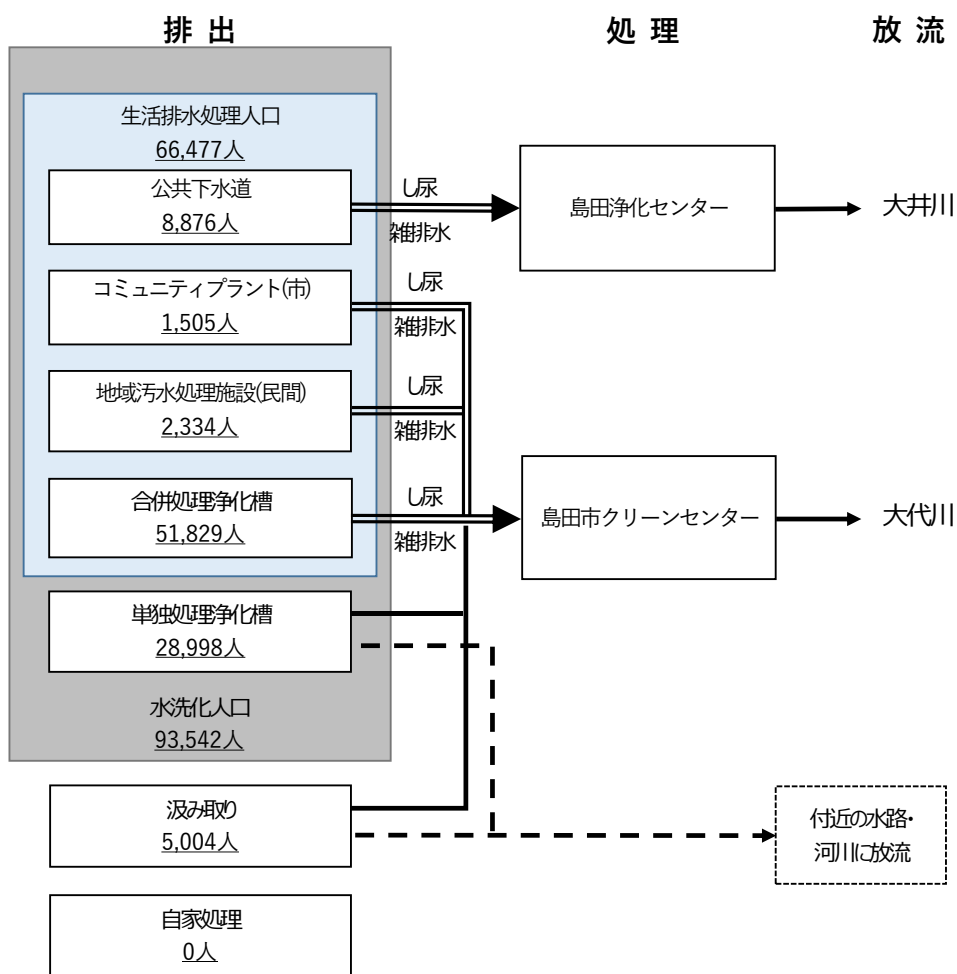 排 出
処 理
放 流
生活排水処理人口
66,477人
公共下水道
8,876人
し尿
雑排水
島田浄化センター
大井川
コミュニティプラント(市)
1,505人
し尿
雑排水
地域汚水処理施設(民間)
2,334人
し尿
雑排水
合併処理浄化槽
51,829人
し尿
雑排水
島田市クリーンセンター
大代川
単独処理浄化槽
28,998人
水洗化人口
93,542人
汲み取り
5,004人
付近の水路・
河川に放流
自家処理
0人